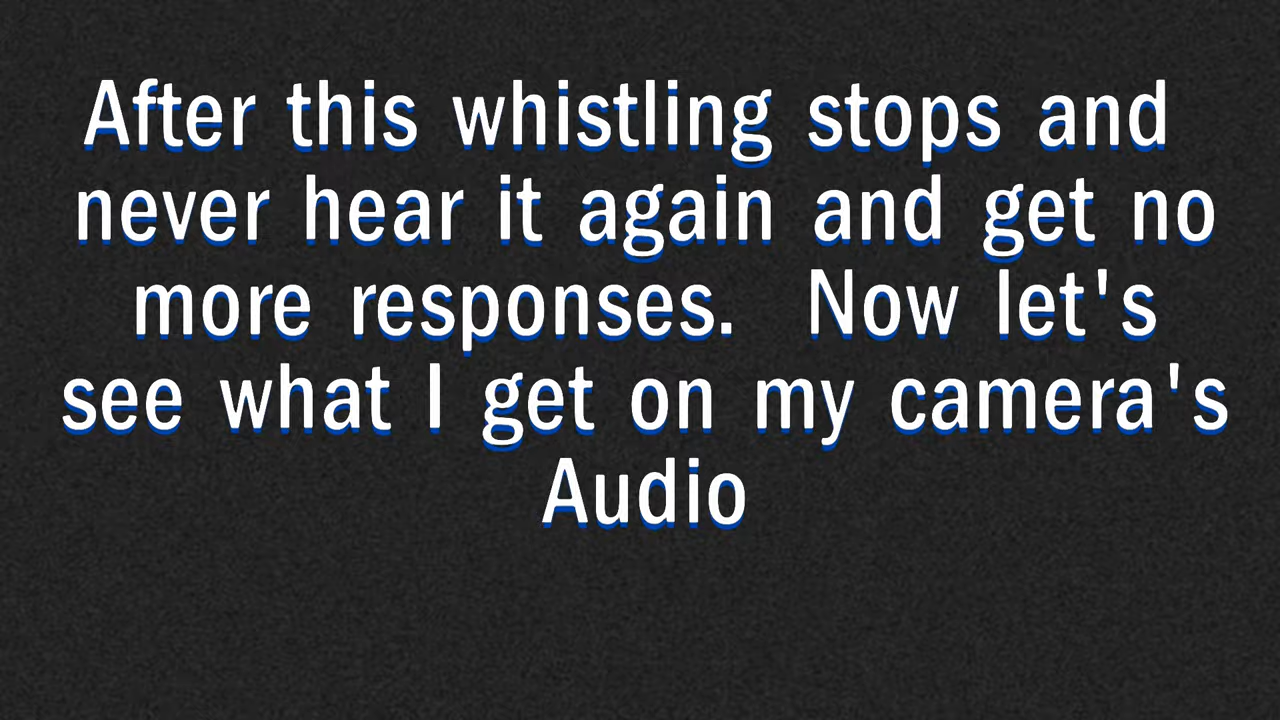 After this whistling stops and
never hear it again and get no
more responses.  Now let's
see what I get on my camera's
Audio